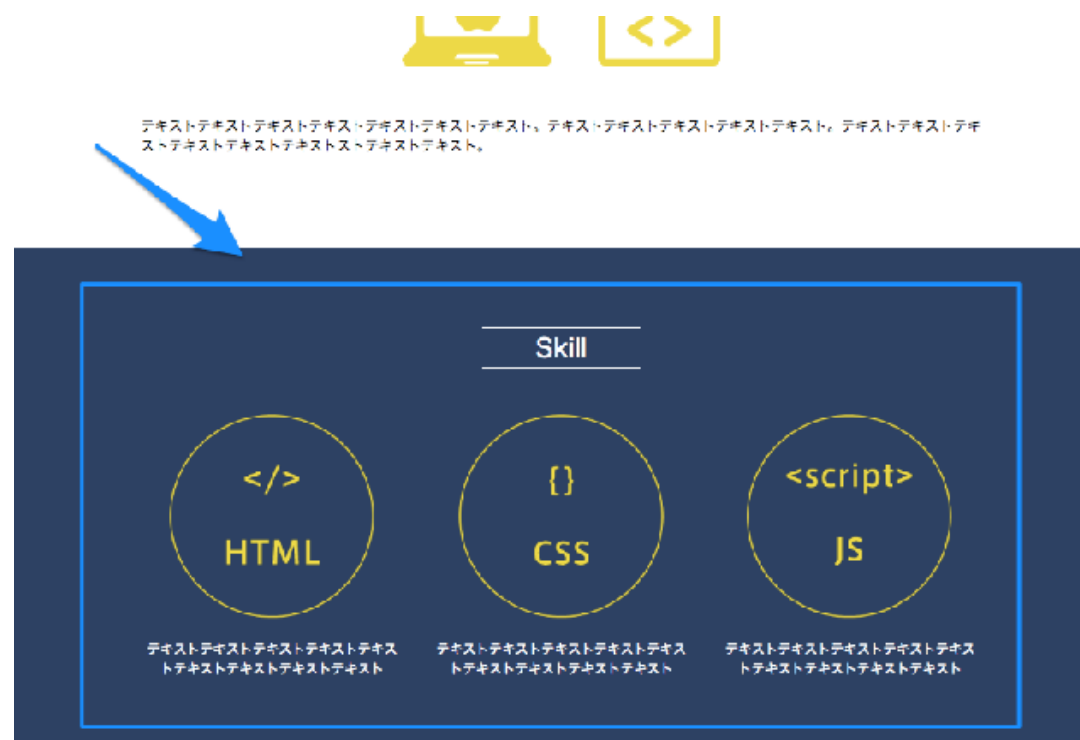 <>
テキストテキストテキストテキストテキストテキストテキスト。テキストテキストテキストテキストテキスト。テキストテキストテキ
ストテキストテキストテキストストテキストテキスト。
Skill
</>
{}
<script>
HTML
CSS
JS
テキストテキストテキストテキストテキス
トテキストテキストテキストテキスト
テキストテキストテキストテキストテキス
トテキストテキストテキストテキスト
テキストテキストテキストテキストテキス
トテキストテキストテキストテキスト